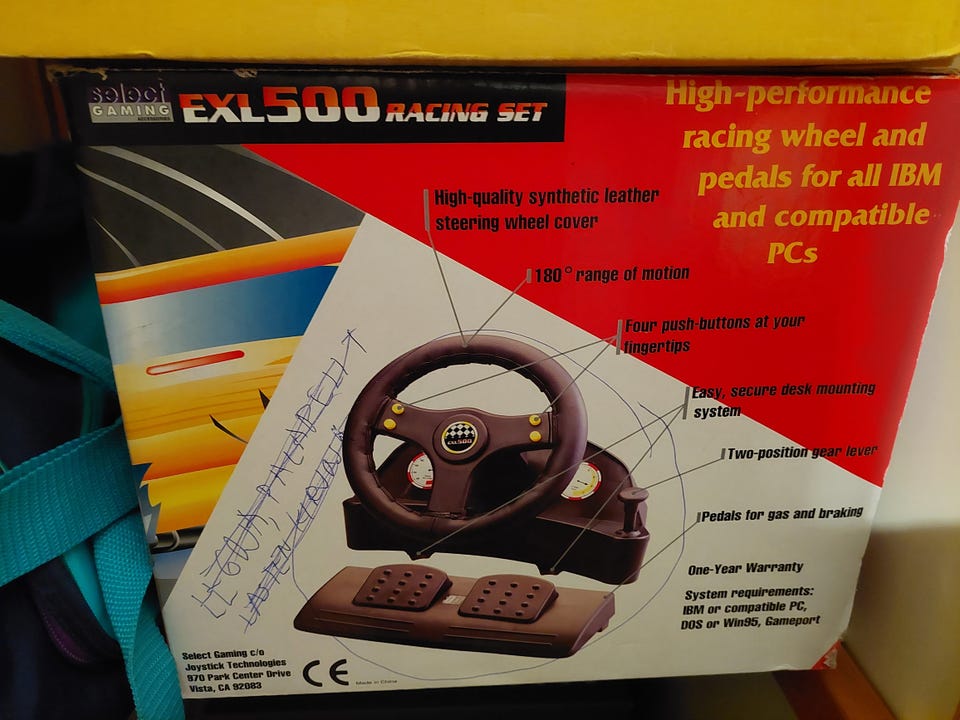 select
GAMING
ACCESSORIES
EXL500 RACING SET
High-performance
racing wheel and
pedals for all IBM
and compatible
PCs
High-quality synthetic leather
steering wheel cover
180° range of motion
Four push-buttons at your
fingertips
Easy, secure desk mounting
system
Two-position gear lever
Pedals for gas and braking
One-Year Warranty
System requirements:
IBM or compatible PC,
DOS or Win95, Gameport
EXL500
Select Gaming c/o
Joystick Technologies
970 Park Center Drive
Vista, CA 92083
CE
Made in China